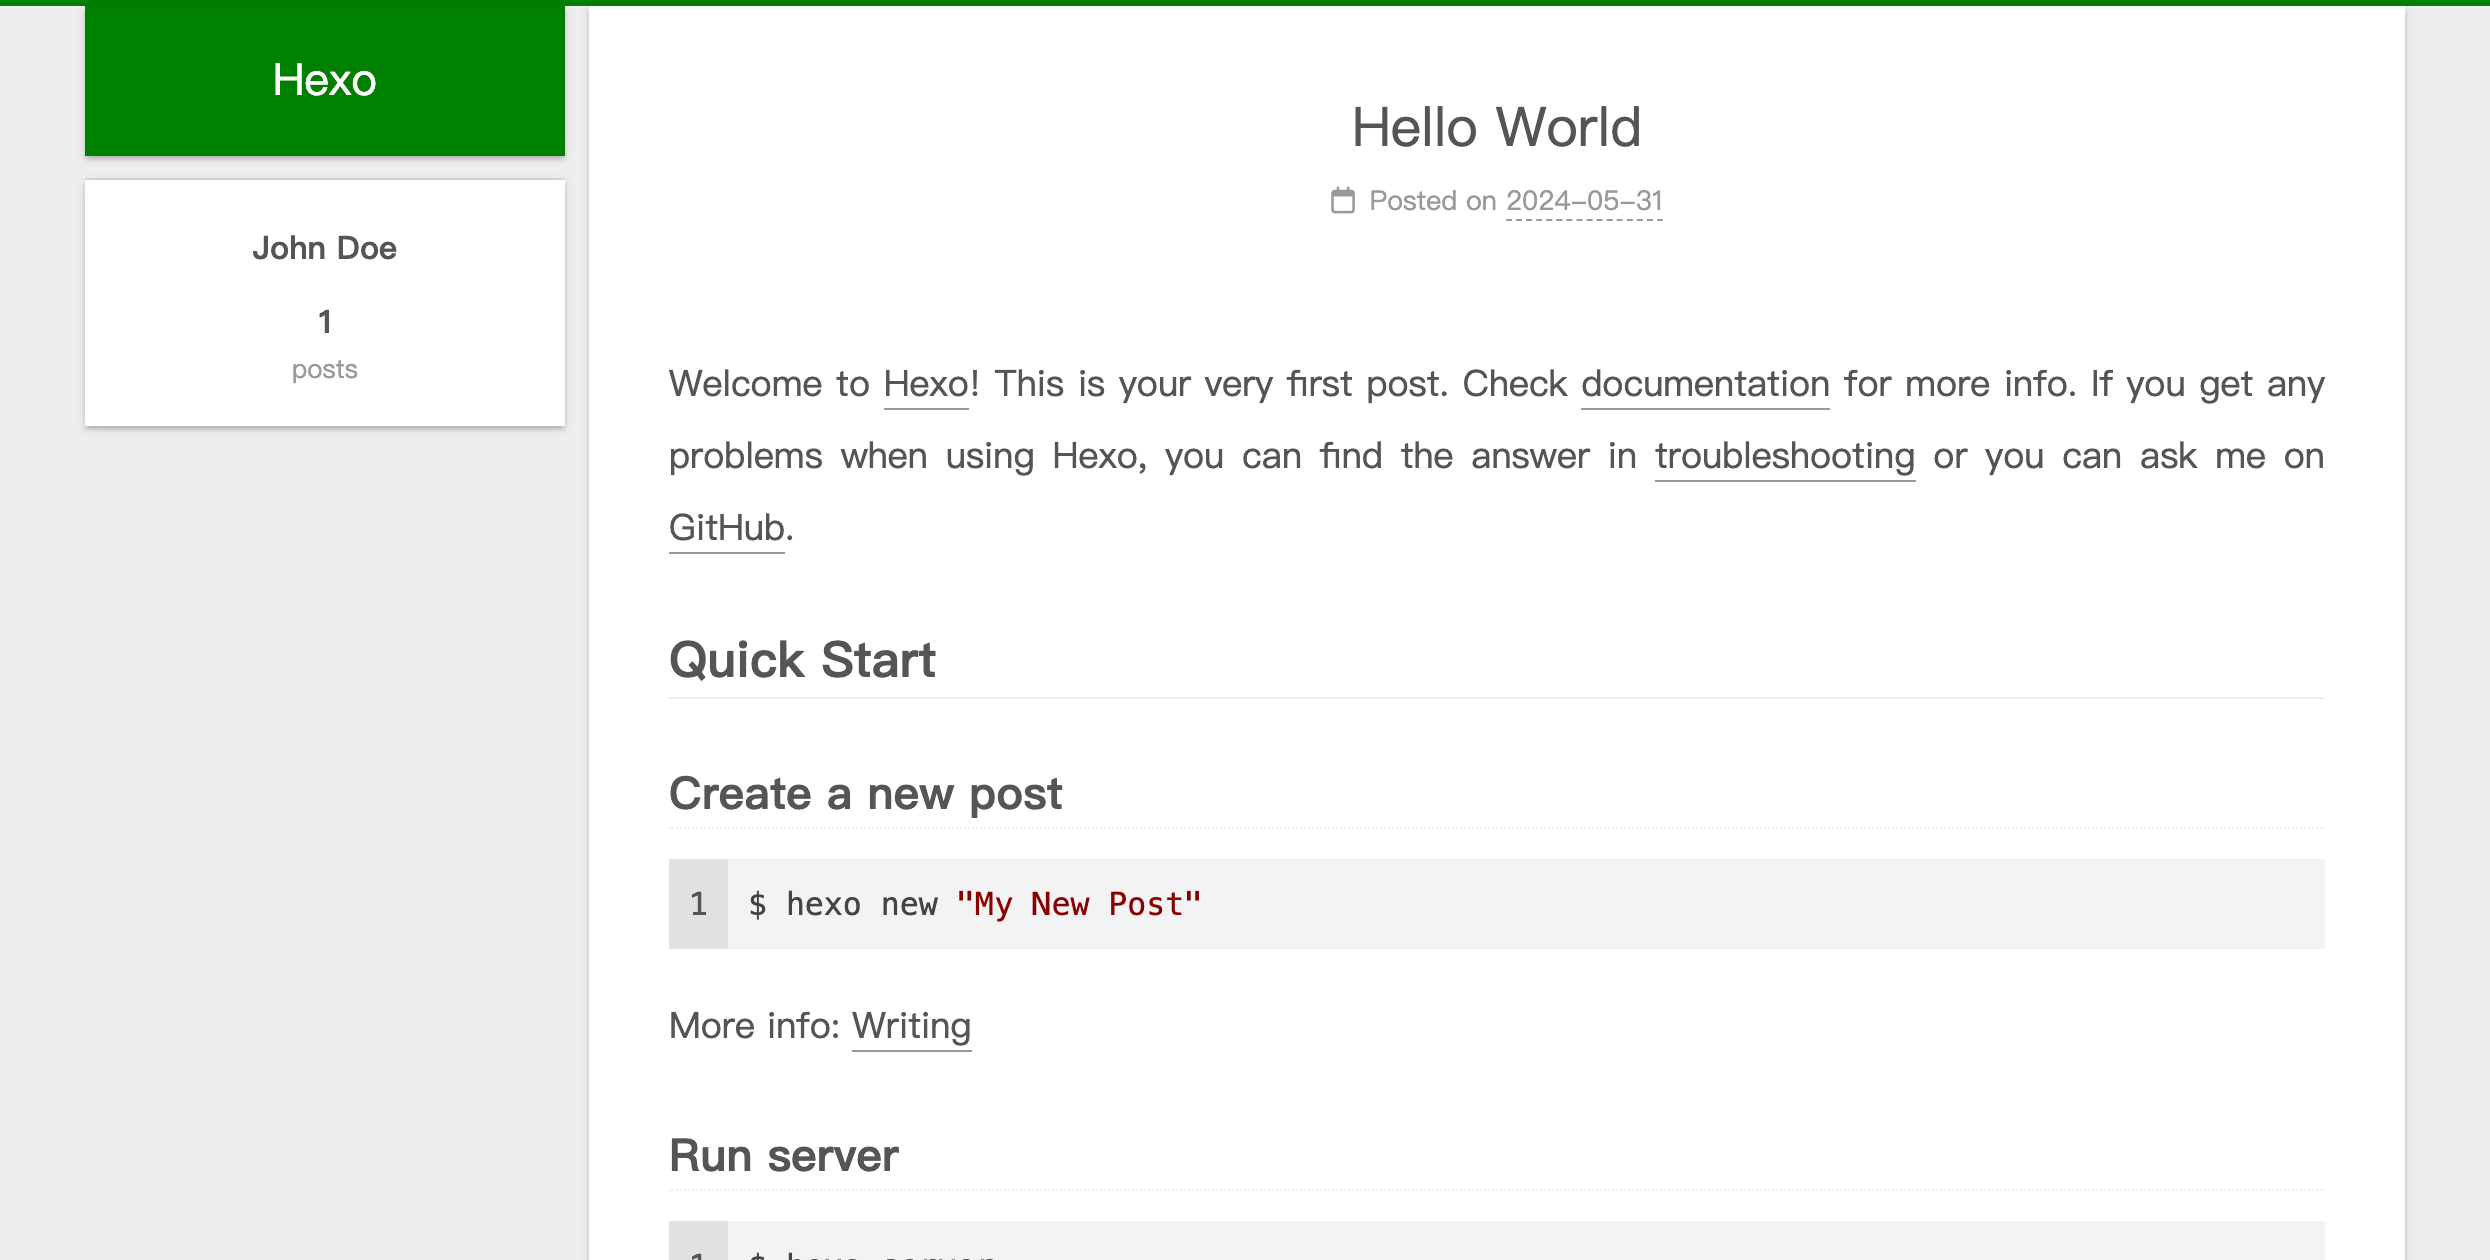 Hexo
John Doe
1
posts
Hello World
Posted on 2024-05-31
Welcome to Hexo! This is your very first post. Check documentation for more info. If you get any
problems when using Hexo, you can find the answer in troubleshooting or you can ask me on
GitHub.
Quick Start
Create a new post
1 $ hexo new "My New Post"
More info: Writing
Run server
1 $ hexo server